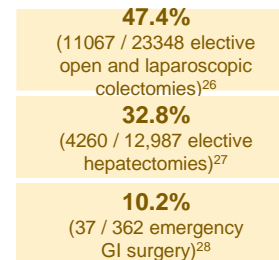 47.4%
(11067 / 23348 elective
open and laparoscopic
colectomies)26
32.8%
(4260 / 12,987 elective
hepatectomies)27
10.2%
(37 / 362 emergency
GI surgery)28